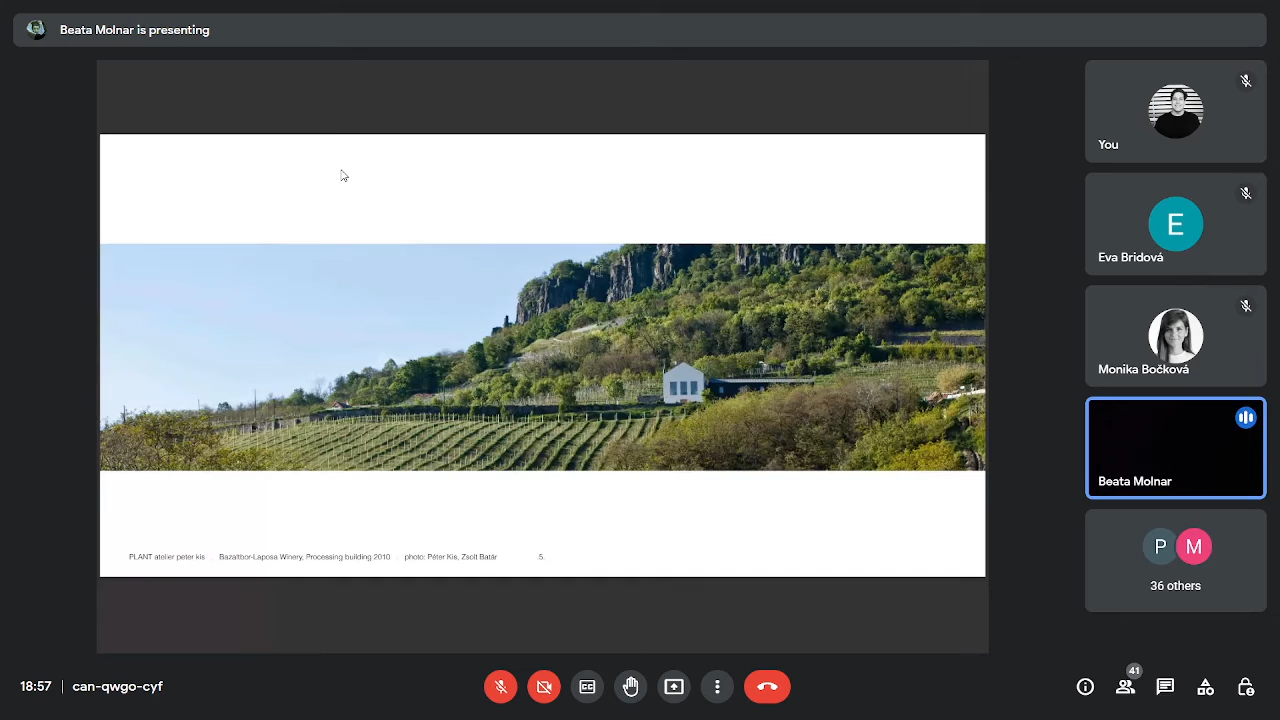 Beata Molnar is presenting
You
E
Eva Bridová
Monika Bočková
Beata Molnar
P M
36 others
PLANT atelier peter kis Bazaltbor-Laposa Winery, Processing building 2010 photo: Péter Kis, Zsolt Batár 5.
18:57 | can-qwgo-cyf
CC
41